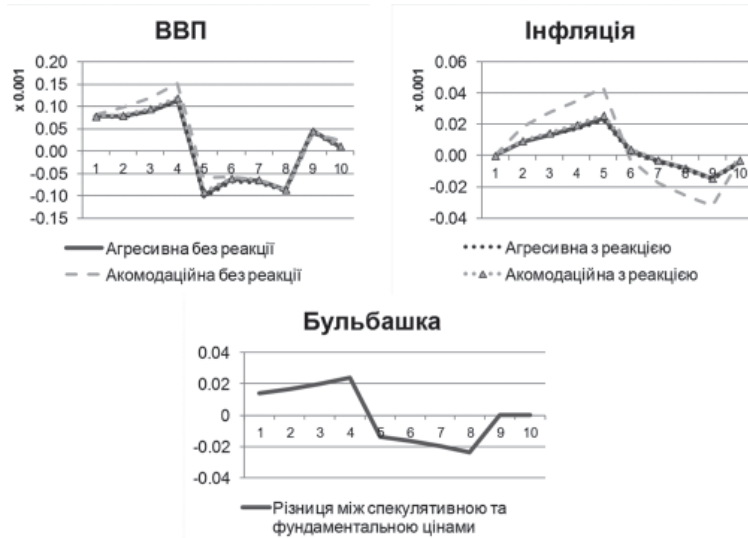 ВВП
x 0.001
0.20
0.15
0.10
0.05
0.00
-0.05
-0.10
-0.15
1 2 3 4 5 6 7 8 9 10
Агресивна без реакції
Акомодаційна без реакції
Інфляція
x 0.001
0.06
0.04
0.02
0.00
-0.02
-0.04
1 2 3 4 5 6 7 8 9 10
Агресивна з реакцією
Акомодаційна з реакцією
Бульбашка
0.04
0.02
0
-0.02
-0.04
1 2 3 4 5 6 7 8 9 10
Різниця між спекулятивною та
фундаментальною цінами